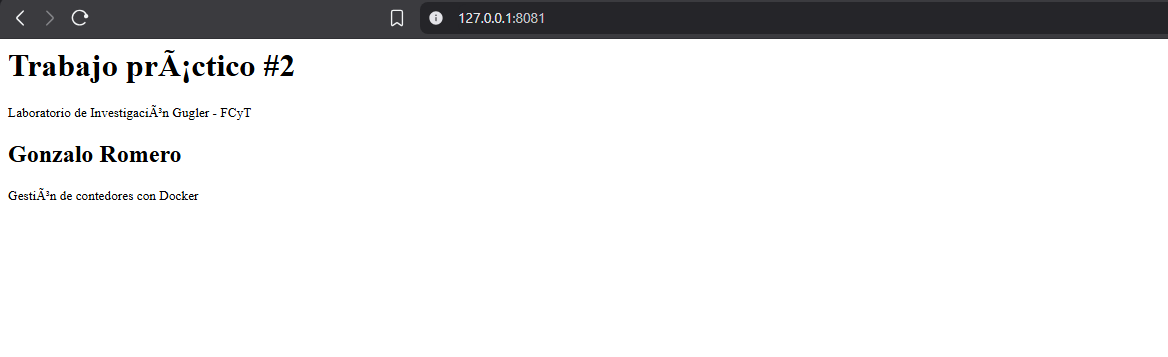 127.0.0.1:8081
Trabajo prÃ¡ctico #2
Laboratorio de InvestigaciÃ³n Gugler - FCyT
Gonzalo Romero
GestiÃ³n de contedores con Docker